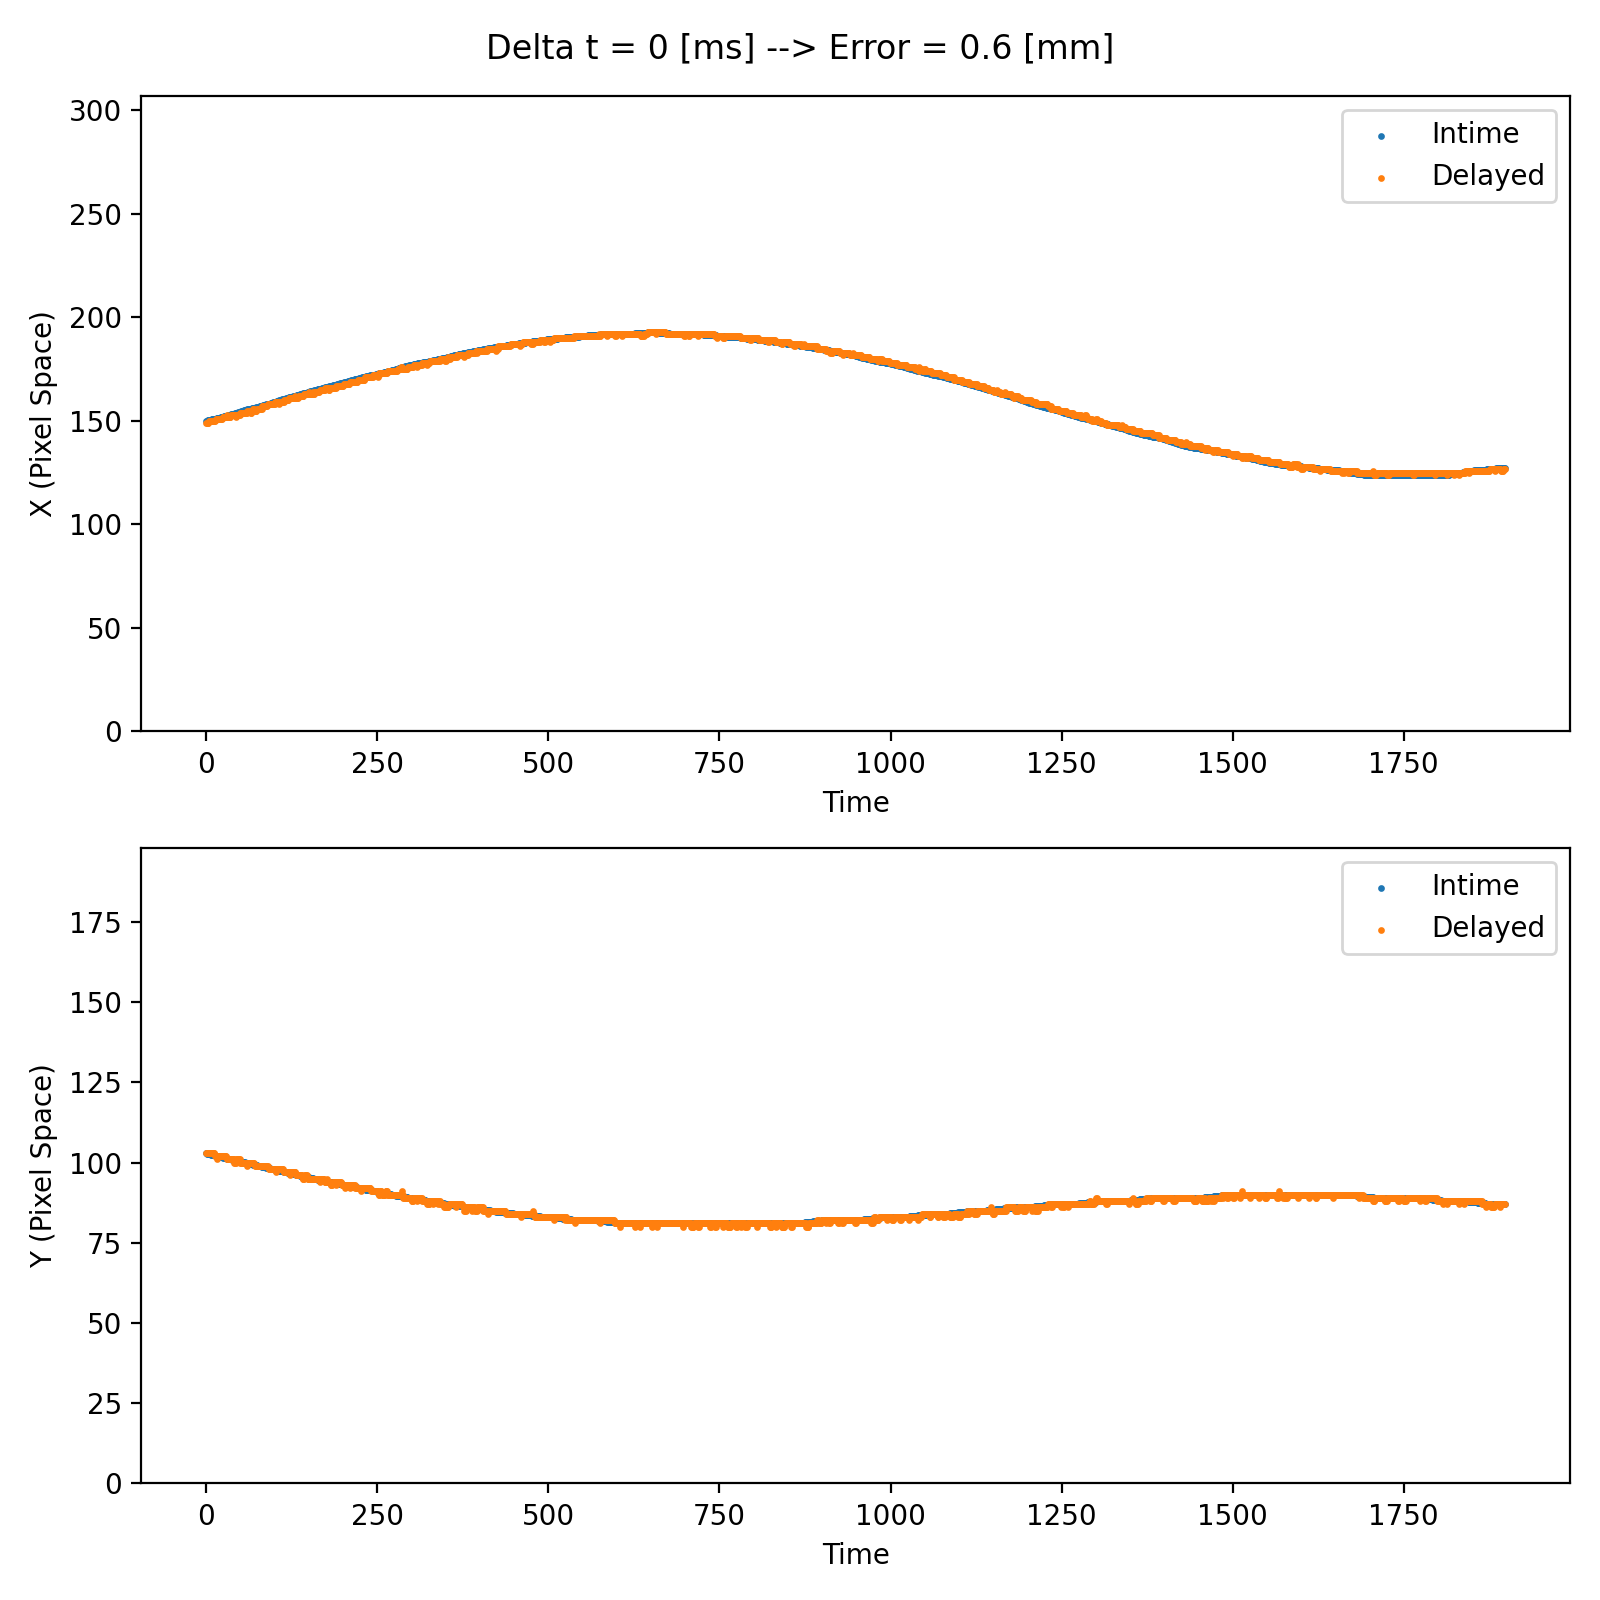 Delta t = 0 [ms] --> Error = 0.6 [mm]
300
250
200
150
100
50
0
X (Pixel Space)
Intime
Delayed
0 250 500 750 1000 1250 1500 1750
Time
175
150
125
100
75
50
25
0
Y (Pixel Space)
Intime
Delayed
0 250 500 750 1000 1250 1500 1750
Time